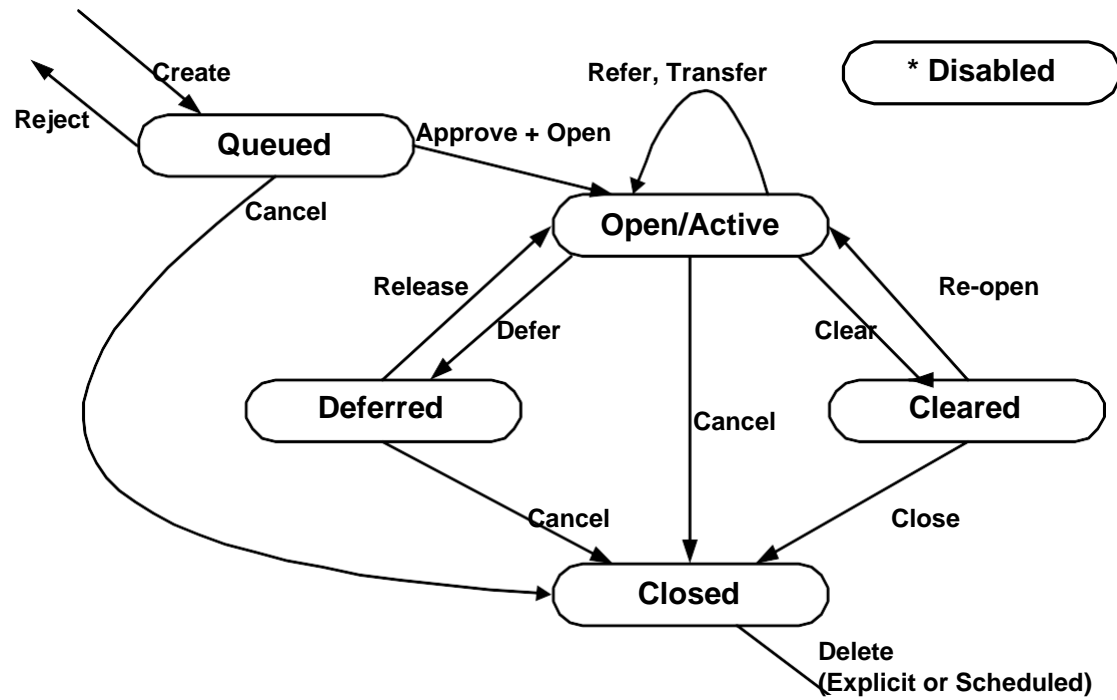 Create
Refer, Transfer
* Disabled
Reject
Queued
Approve + Open
Cancel
Open/Active
Release
Re-open
Defer
Clear
Deferred
Cancel
Cleared
Cancel
Close
Closed
Delete
(Explicit or Scheduled)